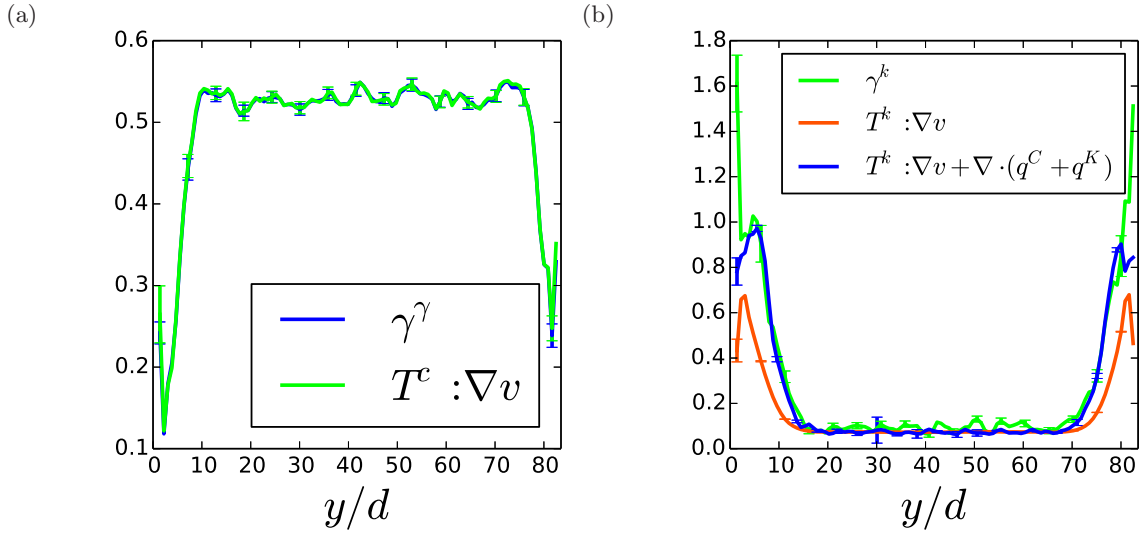 (a)
0.6
0.5
0.4
0.3
0.2
0.1
0 10 20 30 40 50 60 70 80
y/d
γ^γ
T^c :∇v
(b)
1.8
1.6
1.4
1.2
1.0
0.8
0.6
0.4
0.2
0.0
0 10 20 30 40 50 60 70 80
y/d
γ^k
T^k :∇v
T^k :∇v+∇·(q^C+q^K)